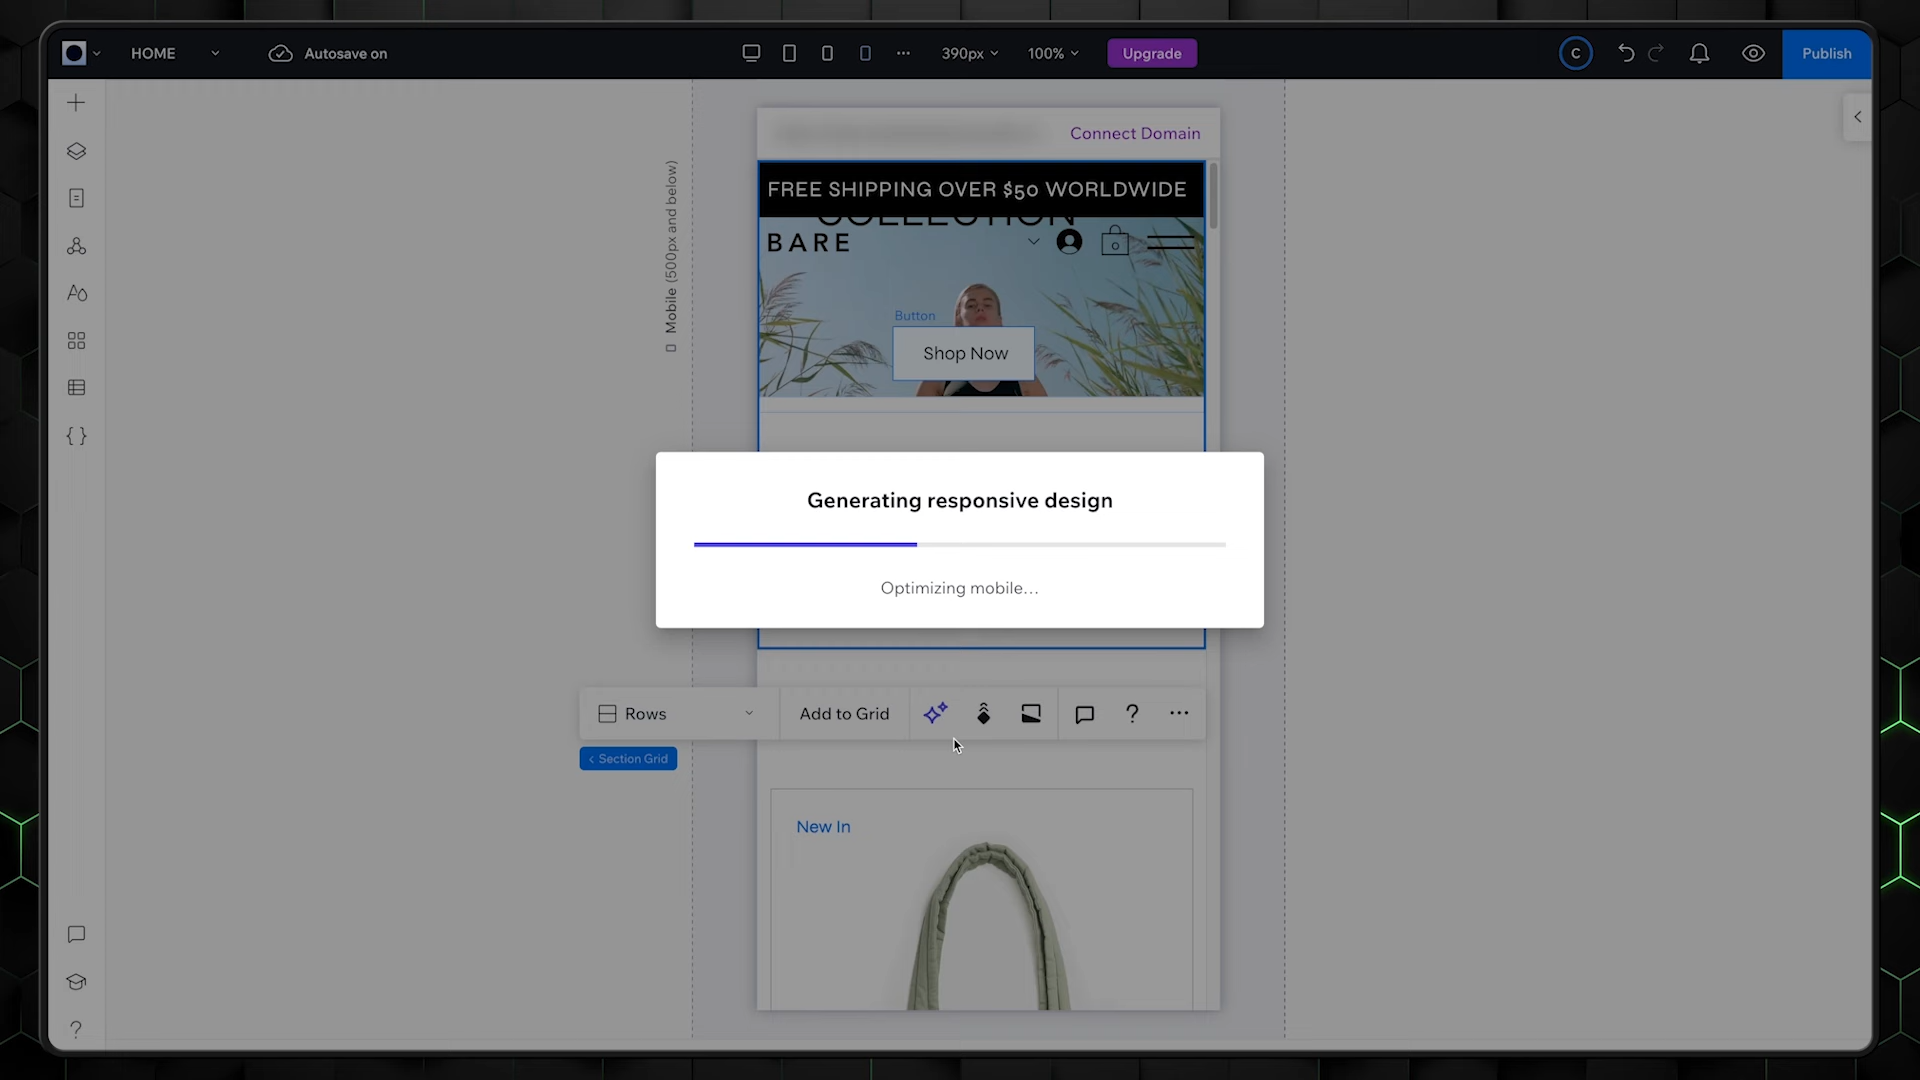 HOME
Autosave on
390px
100%
Upgrade
C
Publish
Connect Domain
Mobile (500px and below)
FREE SHIPPING OVER $50 WORLDWIDE
COLLECTION
BARE
0
Button
Shop Now
Generating responsive design
Optimizing mobile...
Rows
Add to Grid
?
< Section Grid
New In
?